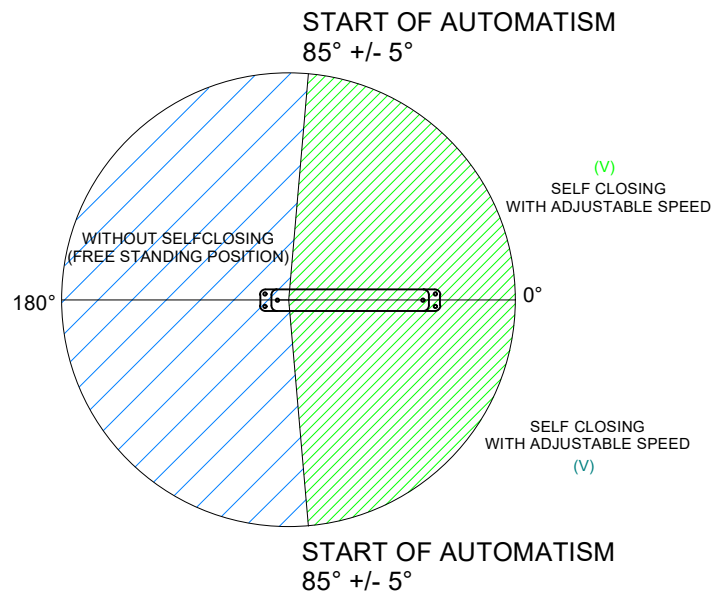 START OF AUTOMATISM
85° +/- 5°
(V)
SELF CLOSING
WITH ADJUSTABLE SPEED
WITHOUT SELFCLOSING
(FREE STANDING POSITION)
180°
0°
SELF CLOSING
WITH ADJUSTABLE SPEED
(V)
START OF AUTOMATISM
85° +/- 5°